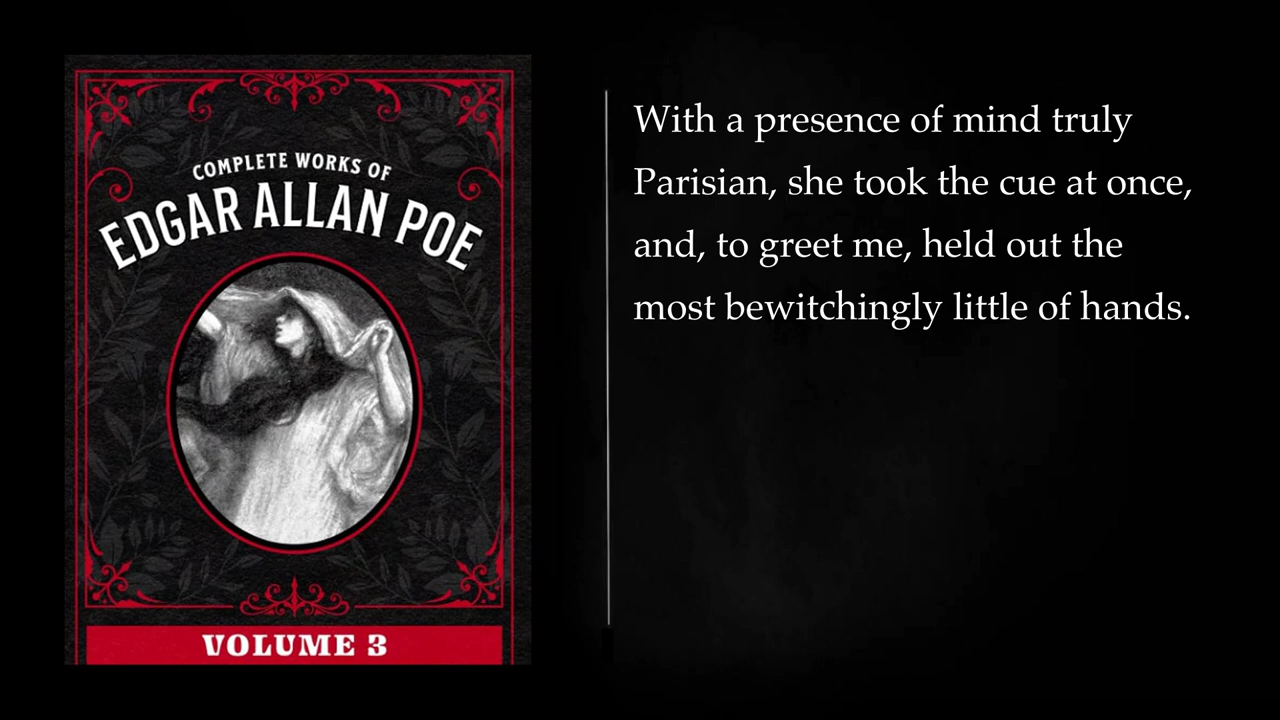 COMPLETE WORKS OF
EDGAR ALLAN POE
VOLUME 3
With a presence of mind truly
Parisian, she took the cue at once,
and, to greet me, held out the
most bewitchingly little of hands.